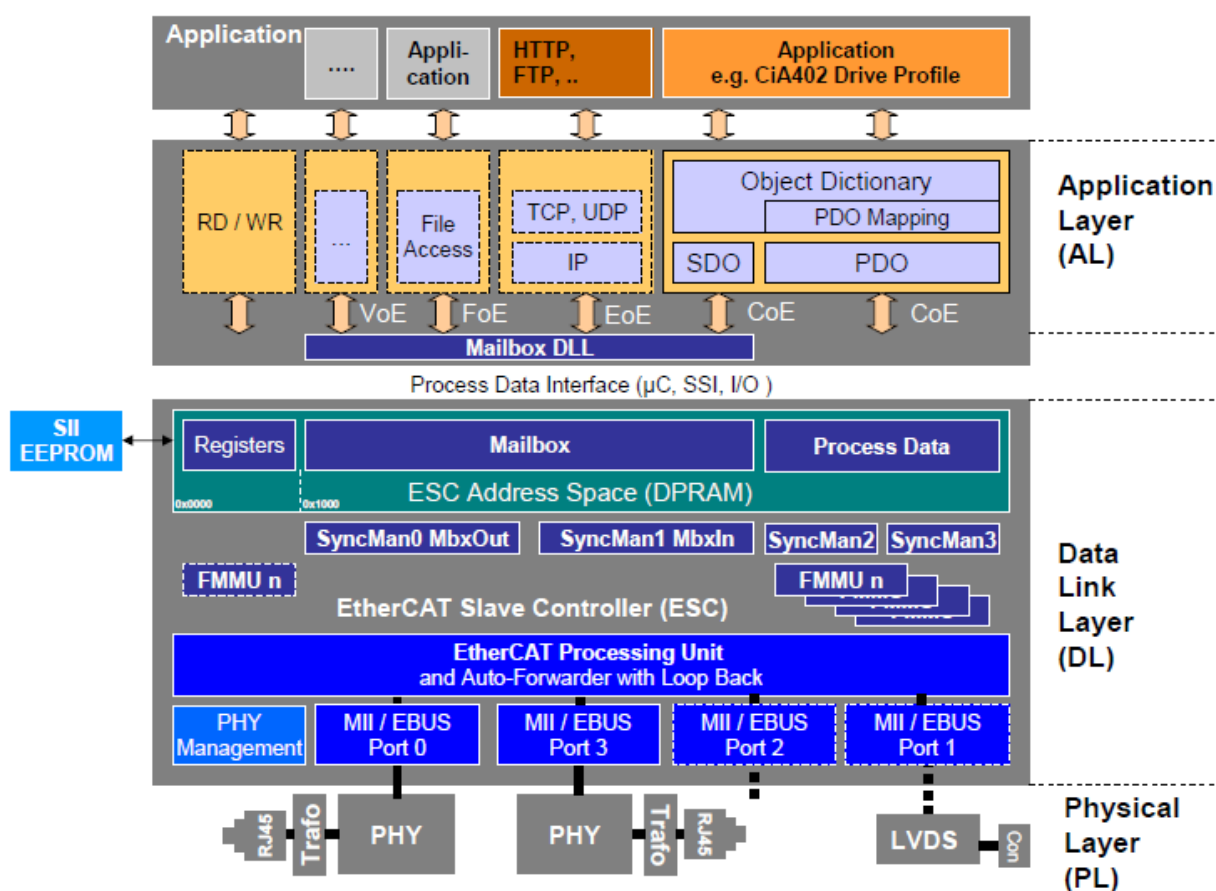 Application
....
Appli-
cation
HTTP,
FTP, ..
Application
e.g. CiA402 Drive Profile
RD / WR
...
File
Access
TCP, UDP
IP
Object Dictionary
PDO Mapping
SDO
PDO
Application
Layer
(AL)
VoE
FoE
EoE
CoE
CoE
Mailbox DLL
Process Data Interface (µC, SSI, I/O )
SII
EEPROM
Registers
Mailbox
Process Data
0x0000
0x1000
ESC Address Space (DPRAM)
SyncMan0 MbxOut
SyncMan1 MbxIn
SyncMan2
SyncMan3
FMMU n
FMMU n
EtherCAT Slave Controller (ESC)
Data
Link
Layer
(DL)
EtherCAT Processing Unit
and Auto-Forwarder with Loop Back
PHY
Management
MII / EBUS
Port 0
MII / EBUS
Port 3
MII / EBUS
Port 2
MII / EBUS
Port 1
RJ45
Trafo
PHY
PHY
Trafo
RJ45
LVDS
Con
Physical
Layer
(PL)